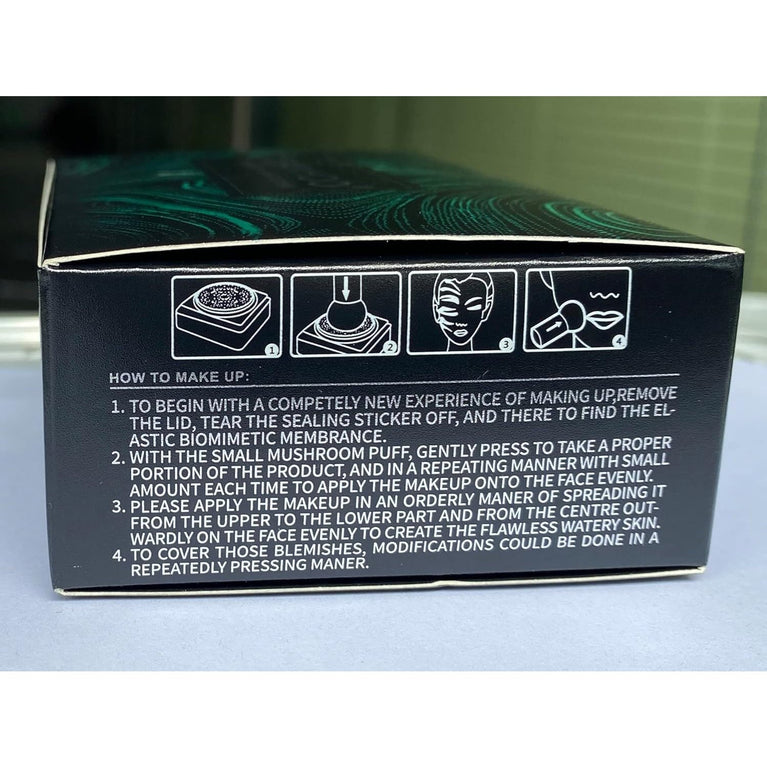 1
2
3
4
HOW TO MAKE UP:
1. TO BEGIN WITH A COMPETELY NEW EXPERIENCE OF MAKING UP,REMOVE
THE LID, TEAR THE SEALING STICKER OFF, AND THERE TO FIND THE EL-
ASTIC BIOMIMETIC MEMBRANCE.
2. WITH THE SMALL MUSHROOM PUFF, GENTLY PRESS TO TAKE A PROPER
PORTION OF THE PRODUCT, AND IN A REPEATING MANNER WITH SMALL
AMOUNT EACH TIME TO APPLY THE MAKEUP ONTO THE FACE EVENLY.
3. PLEASE APPLY THE MAKEUP IN AN ORDERLY MANER OF SPREADING IT
FROM THE UPPER TO THE LOWER PART AND FROM THE CENTRE OUT-
WARDLY ON THE FACE EVENLY TO CREATE THE FLAWLESS WATERY SKIN.
4. TO COVER THOSE BLEMISHES, MODIFICATIONS COULD BE DONE IN A
REPEATEDLY PRESSING MANER.